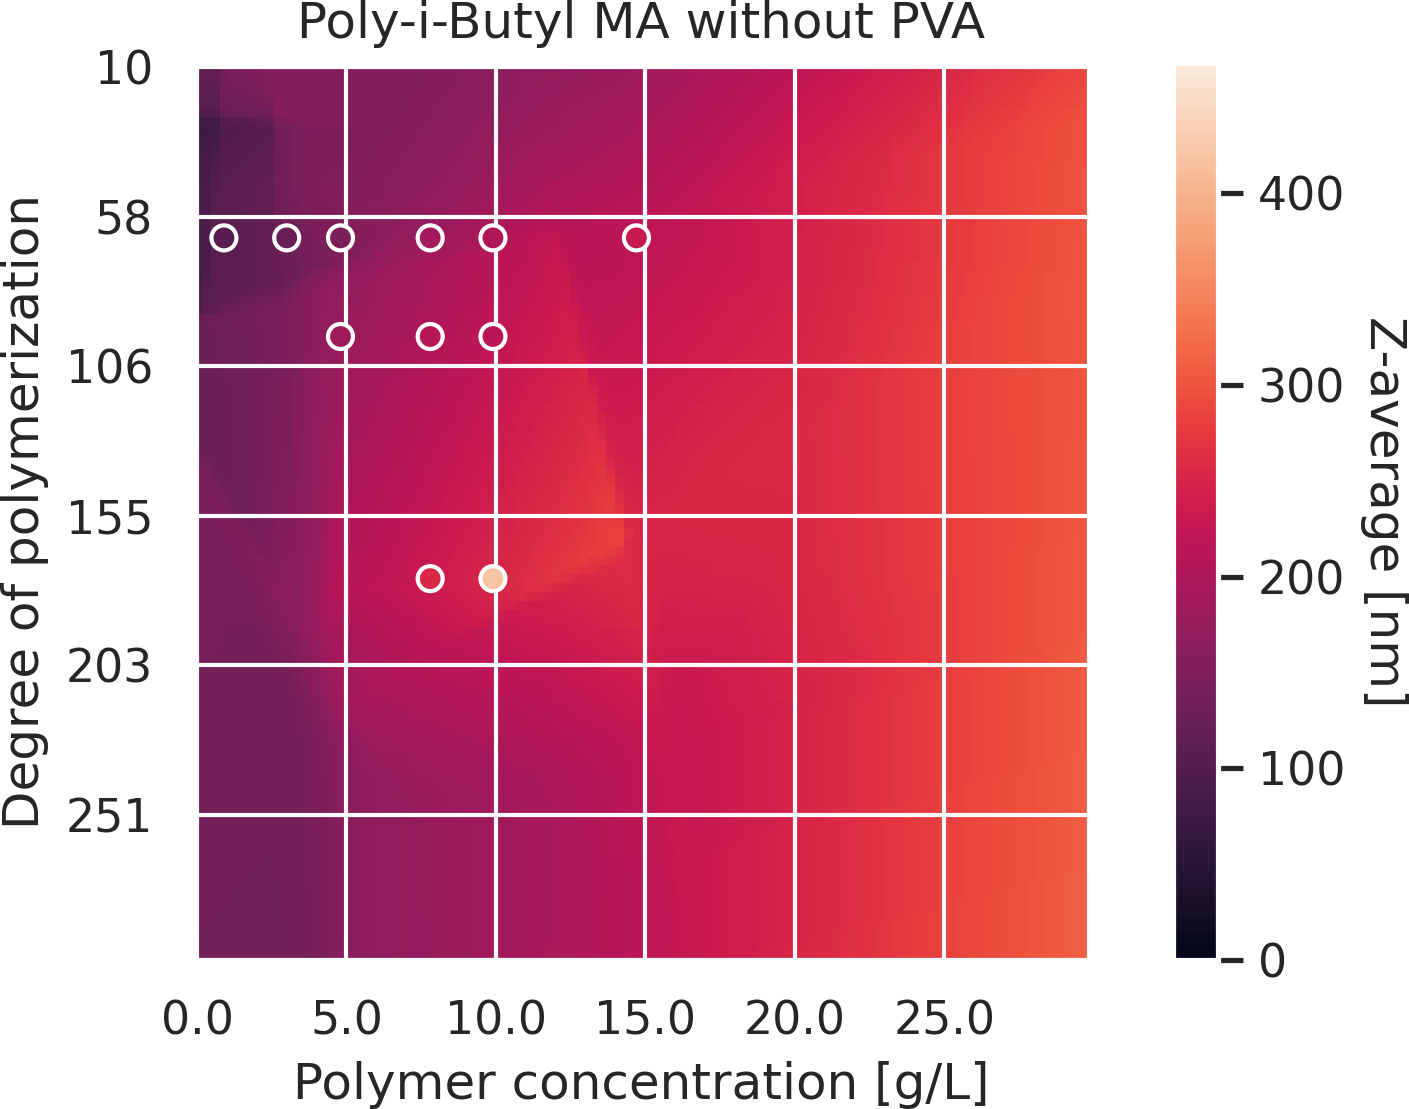 Poly-i-Butyl MA without PVA
10
58
106
155
203
251
Degree of polymerization
0.0 5.0 10.0 15.0 20.0 25.0
Polymer concentration [g/L]
400
300
200
100
0
Z-average [nm]